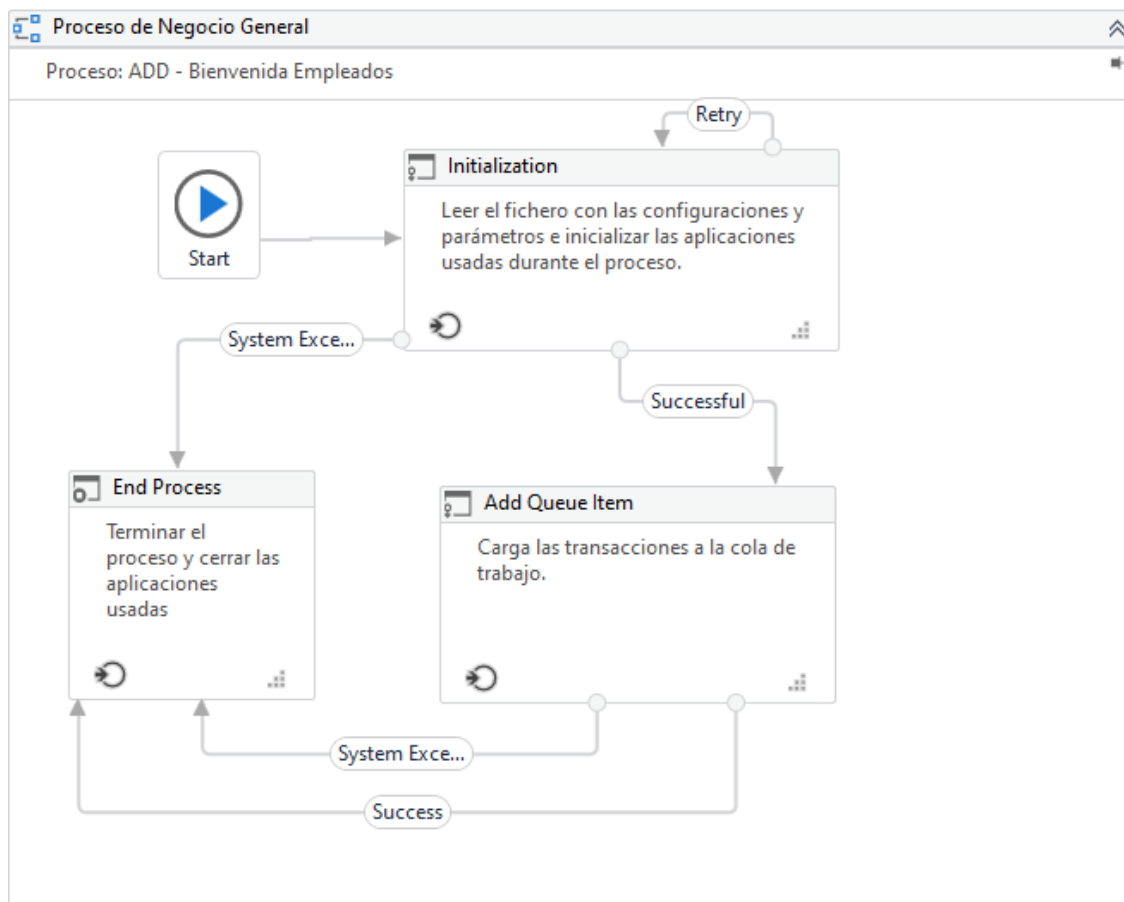 Proceso de Negocio General
Proceso: ADD - Bienvenida Empleados
Retry
Initialization
Leer el fichero con las configuraciones y
parámetros e inicializar las aplicaciones
usadas durante el proceso.
Start
System Exce...
Successful
End Process
Terminar el
proceso y cerrar las
aplicaciones
usadas
Add Queue Item
Carga las transacciones a la cola de
trabajo.
System Exce...
Success